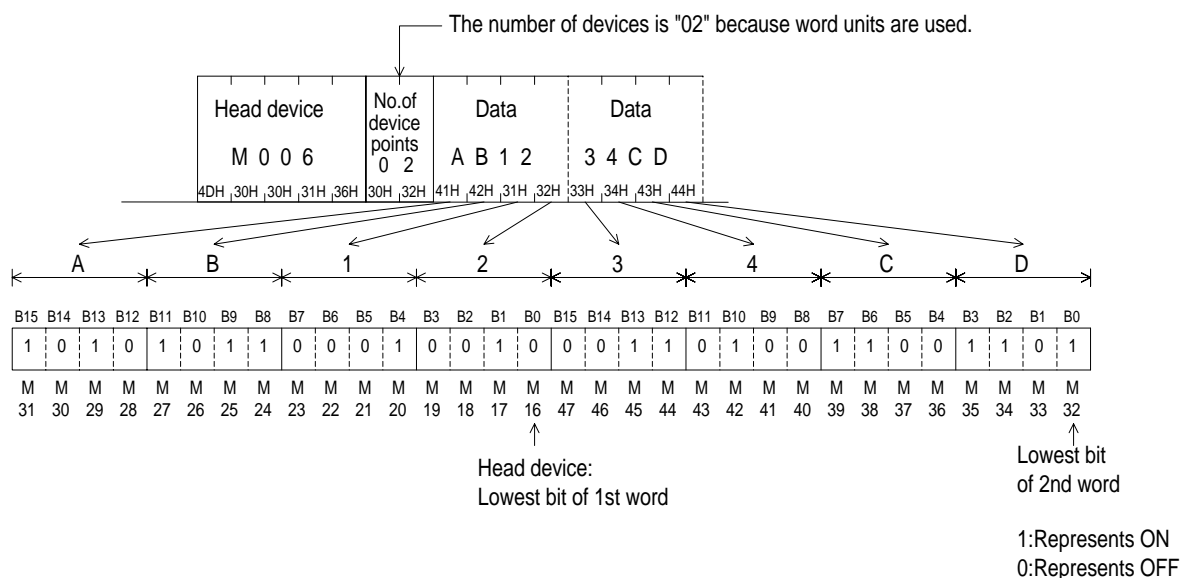 The number of devices is "02" because word units are used.
Head device
No.of
device
points
Data
Data
M 0 0 6
0 2
A B 1 2
3 4 C D
4DH 30H 30H 31H 36H 30H 32H 41H 42H 31H 32H 33H 34H 43H 44H
A B 1 2 3 4 C D
B15 B14 B13 B12 B11 B10 B9 B8 B7 B6 B5 B4 B3 B2 B1 B0 B15 B14 B13 B12 B11 B10 B9 B8 B7 B6 B5 B4 B3 B2 B1 B0
1 0 1 0 1 0 1 1 0 0 0 1 0 0 1 0 0 0 1 1 0 1 0 0 1 1 0 0 1 1 0 1
M M M M M M M M M M M M M M M M M M M M M M M M M M M M M M M M
31 30 29 28 27 26 25 24 23 22 21 20 19 18 17 16 47 46 45 44 43 42 41 40 39 38 37 36 35 34 33 32
Head device:
Lowest bit of 1st word
Lowest bit
of 2nd word
1:Represents ON
0:Represents OFF